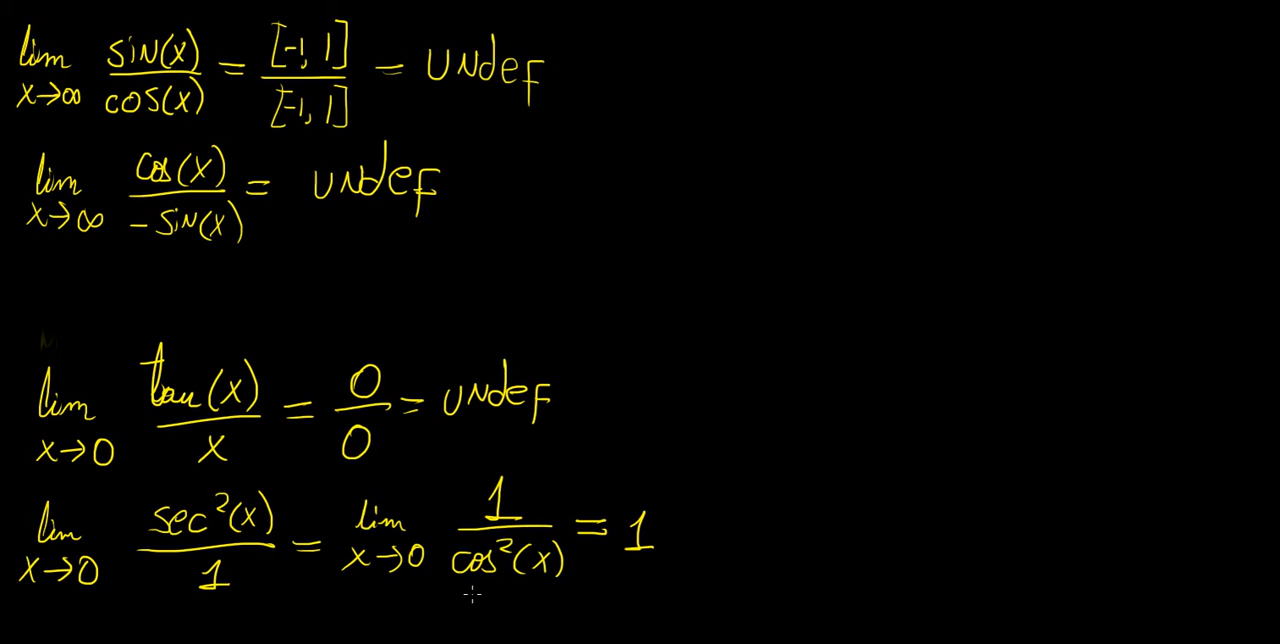 lim x→∞ sin(x)/cos(x) = [-1, 1]/[-1, 1] = undef
lim x→∞ cos(x)/-sin(x) = undef
lim x→0 tan(x)/x = 0/0 = undef
lim x→0 sec²(x)/1 = lim x→0 1/cos²(x) = 1